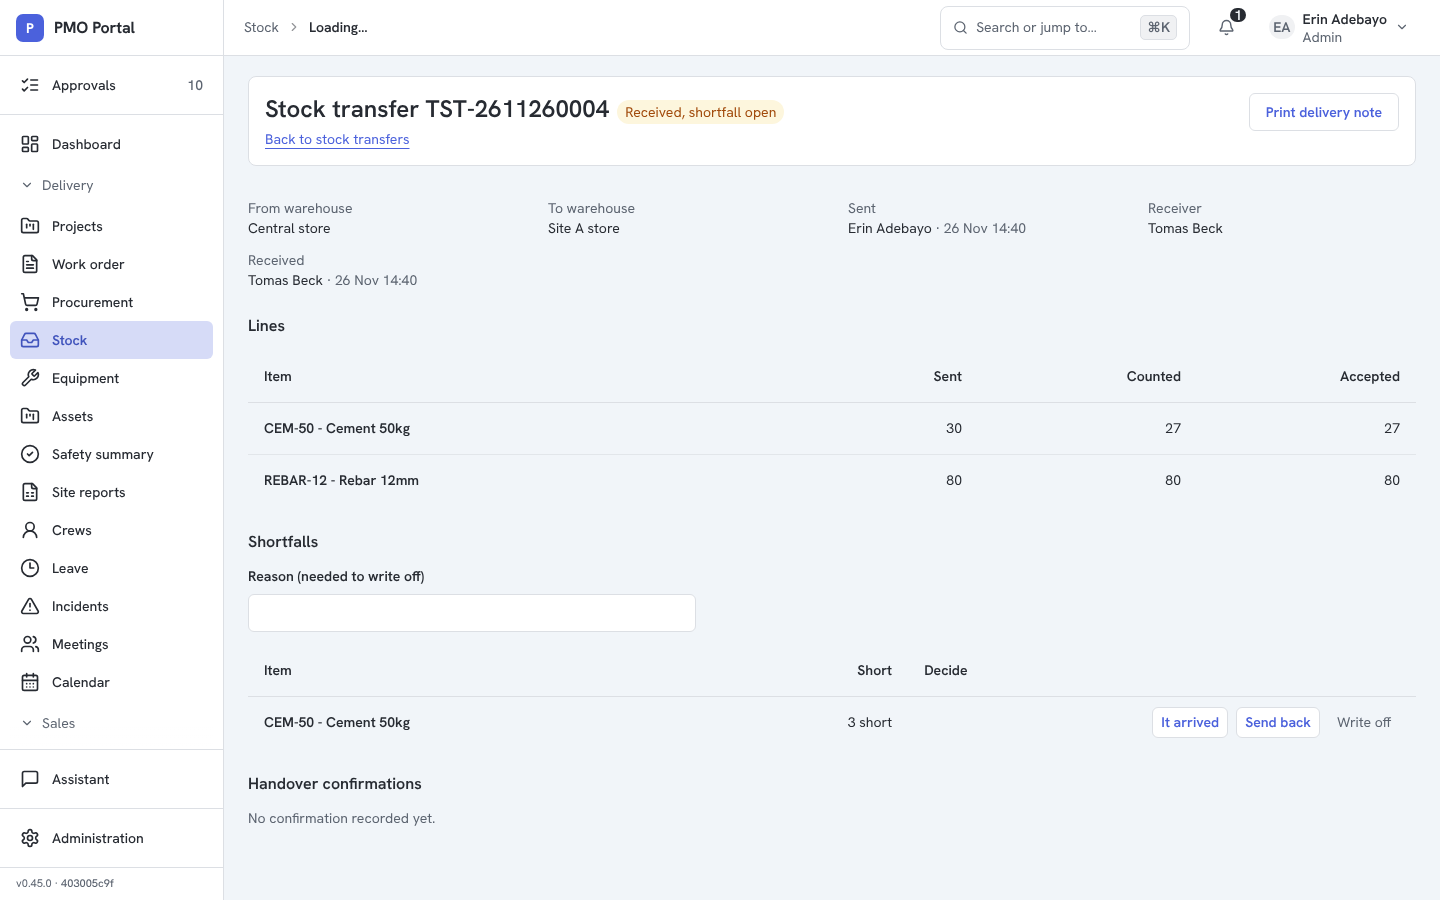 P PMO Portal
Stock > Loading...
Search or jump to... ⌘K
1
EA Erin Adebayo
Admin
Approvals 10
Dashboard
Delivery
Projects
Work order
Procurement
Stock
Equipment
Assets
Safety summary
Site reports
Crews
Leave
Incidents
Meetings
Calendar
Sales
Assistant
Administration
v0.45.0 · 403005c9f
Stock transfer TST-2611260004 Received, shortfall open
Back to stock transfers
Print delivery note
From warehouse To warehouse Sent Receiver
Central store Site A store Erin Adebayo · 26 Nov 14:40 Tomas Beck
Received
Tomas Beck · 26 Nov 14:40
Lines
Item Sent Counted Accepted
CEM-50 - Cement 50kg 30 27 27
REBAR-12 - Rebar 12mm 80 80 80
Shortfalls
Reason (needed to write off)
Item Short Decide
CEM-50 - Cement 50kg 3 short It arrived Send back Write off
Handover confirmations
No confirmation recorded yet.